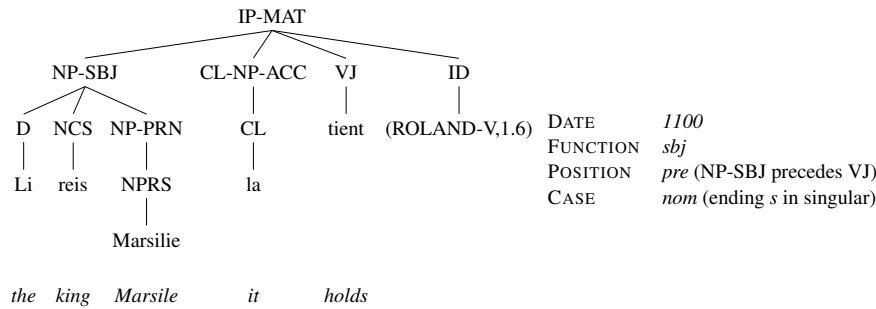 IP-MAT
NP-SBJ CL-NP-ACC VJ ID
D NCS NP-PRN CL tient (ROLAND-V,1.6)
Li reis NPRS la
Marsilie
the king Marsile it holds
DATE 1100
FUNCTION sbj
POSITION pre (NP-SBJ precedes VJ)
CASE nom (ending s in singular)